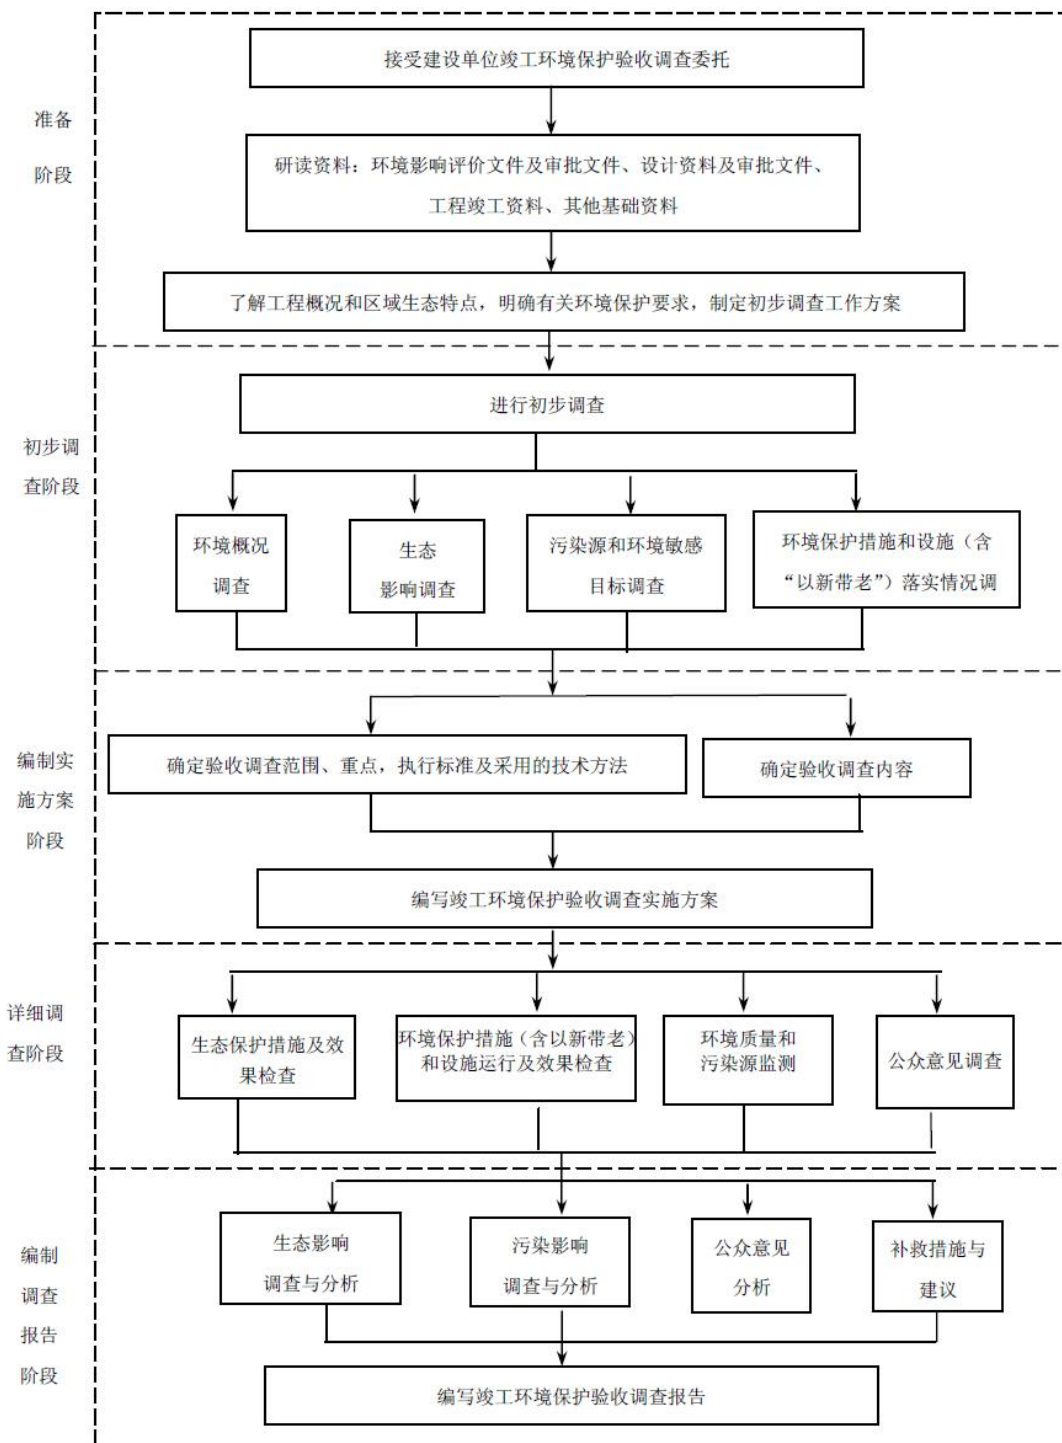 接受建设单位竣工环境保护验收调查委托
准备
阶段
研读资料：环境影响评价文件及审批文件、设计资料及审批文件、
工程竣工资料、其他基础资料
了解工程概况和区域生态特点，明确有关环境保护要求，制定初步调查工作方案
进行初步调查
初步调
查阶段
环境概况
调查
生态
影响调查
污染源和环境敏感
目标调查
环境保护措施和设施（含
“以新带老”）落实情况调
编制实
施方案
阶段
确定验收调查范围、重点，执行标准及采用的技术方法
确定验收调查内容
编写竣工环境保护验收调查实施方案
详细调
查阶段
生态保护措施及效
果检查
环境保护措施（含以新带老）
和设施运行及效果检查
环境质量和
污染源监测
公众意见调查
编制
调查
报告
阶段
生态影响
调查与分析
污染影响
调查与分析
公众意见
分析
补救措施与
建议
编写竣工环境保护验收调查报告